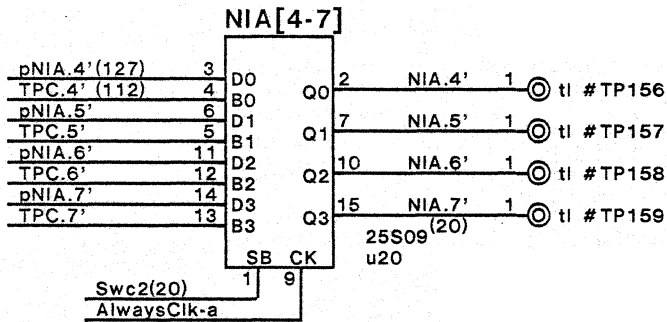 NIA[4-7]
pNIA.4'(127) 3 D0
TPC.4' (112) 4 B0
pNIA.5' 6 D1
TPC.5' 5 B1
pNIA.6' 11 D2
TPC.6' 12 B2
pNIA.7' 14 D3
TPC.7' 13 B3
Q0 2 NIA.4' 1 tl #TP156
Q1 7 NIA.5' 1 tl #TP157
Q2 10 NIA.6' 1 tl #TP158
Q3 15 NIA.7' 1 tl #TP159
(20)
25S09
u20
SB CK
1 9
Swc2(20)
AlwaysClk-a